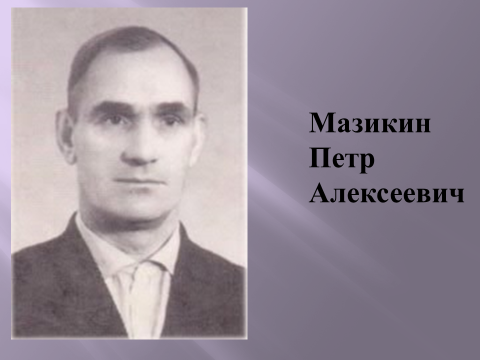 Мазикин
Петр
Алексеевич